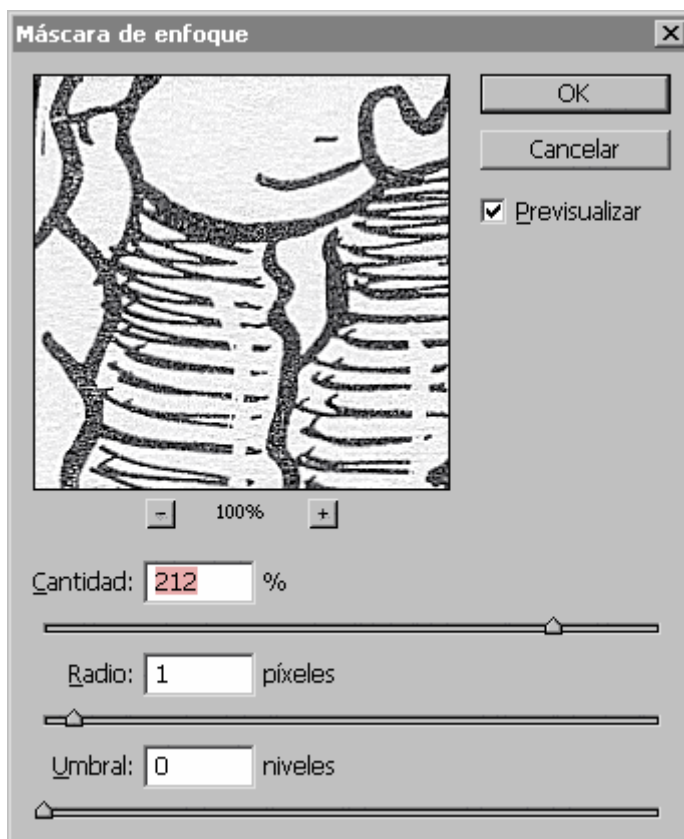 Máscara de enfoque
OK
Cancelar
Previsualizar
- 100% +
Cantidad: 212 %
Radio: 1 píxeles
Umbral: 0 niveles